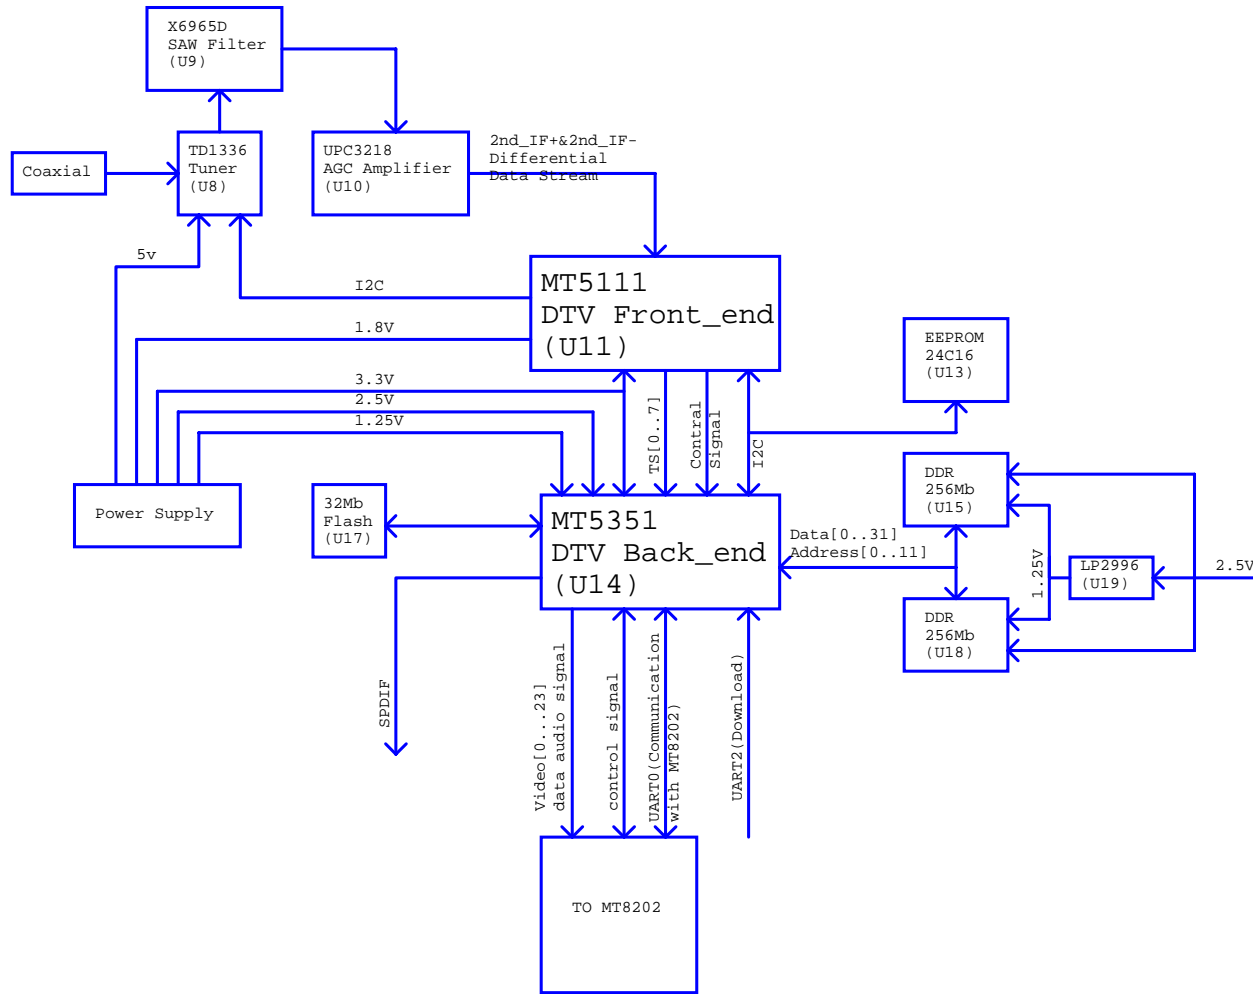 X6965D
SAW Filter
(U9)
Coaxial
TD1336
Tuner
(U8)
UPC3218
AGC Amplifier
(U10)
2nd_IF+&2nd_IF-
Differential
Data Stream
5v
I2C
1.8V
3.3V
2.5V
1.25V
MT5111
DTV Front_end
(U11)
EEPROM
24C16
(U13)
TS[0..7]
Contral
Signal
I2C
Power Supply
32Mb
Flash
(U17)
MT5351
DTV Back_end
(U14)
Data[0..31]
Address[0..11]
DDR
256Mb
(U15)
1.25V
LP2996
(U19)
2.5V
DDR
256Mb
(U18)
SPDIF
Video[0...23]
data audio signal
control signal
UART0(Communication
with MT8202)
UART2(Download)
TO MT8202